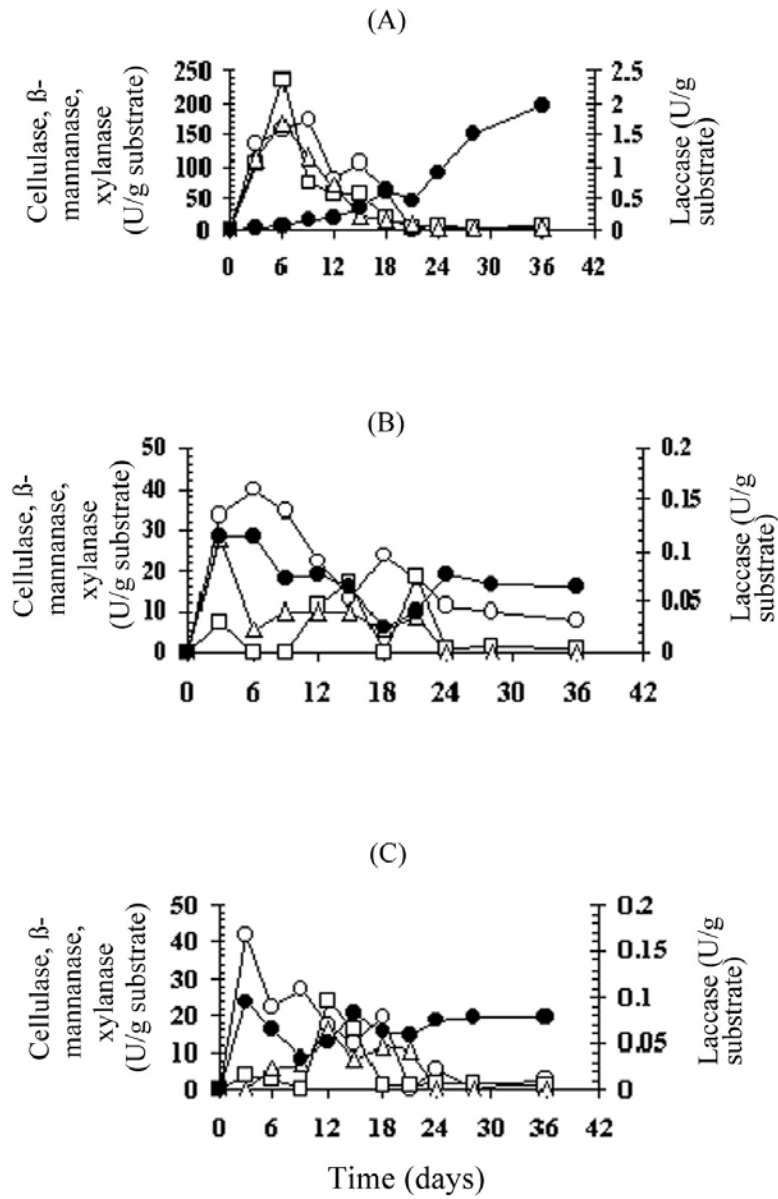 (A)
Cellulase, ß-
mannanase,
xylanase
(U/g substrate)
250
200
150
100
50
0
2.5
2
1.5
1
0.5
0
Laccase (U/g
substrate)
0 6 12 18 24 30 36 42
(B)
Cellulase, ß-
mannanase,
xylanase
(U/g substrate)
50
40
30
20
10
0
0.2
0.15
0.1
0.05
0
Laccase (U/g
substrate)
0 6 12 18 24 30 36 42
(C)
Cellulase, ß-
mannanase,
xylanase
(U/g substrate)
50
40
30
20
10
0
0.2
0.15
0.1
0
Laccase (U/g
substrate)
0 6 12 18 24 30 36 42
Time (days)